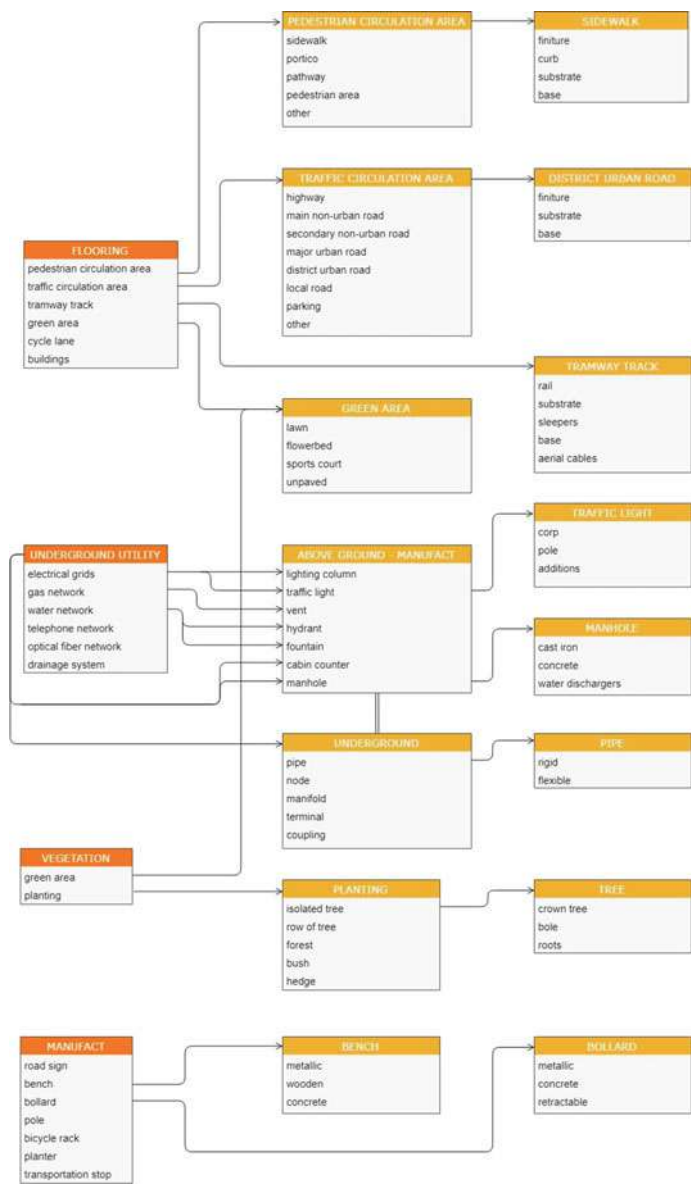 PEDESTRIAN CIRCULATION AREA
sidewalk
portico
pathway
pedestrian area
other
SIDEWALK
finiture
curb
substrate
base
TRAFFIC CIRCULATION AREA
highway
main non-urban road
secondary non-urban road
major urban road
district urban road
local road
parking
other
DISTRICT URBAN ROAD
finiture
substrate
base
FLOORING
pedestrian circulation area
traffic circulation area
tramway track
green area
cycle lane
buildings
TRAMWAY TRACK
rail
substrate
sleepers
base
aerial cables
GREEN AREA
lawn
flowerbed
sports court
unpaved
UNDERGROUND UTILITY
electrical grids
gas network
water network
telephone network
optical fiber network
drainage system
ABOVE GROUND - MANUFACT
lighting column
traffic light
vent
hydrant
fountain
cabin counter
manhole
TRAFFIC LIGHT
corp
pole
additions
MANHOLE
cast iron
concrete
water dischargers
UNDERGROUND
pipe
node
manifold
terminal
coupling
PIPE
rigid
flexible
VEGETATION
green area
planting
PLANTING
isolated tree
row of tree
forest
bush
hedge
TREE
crown tree
bole
roots
MANUFACT
road sign
bench
bollard
pole
bicycle rack
planter
transportation stop
BENCH
metallic
wooden
concrete
BOLLARD
metallic
concrete
retractable